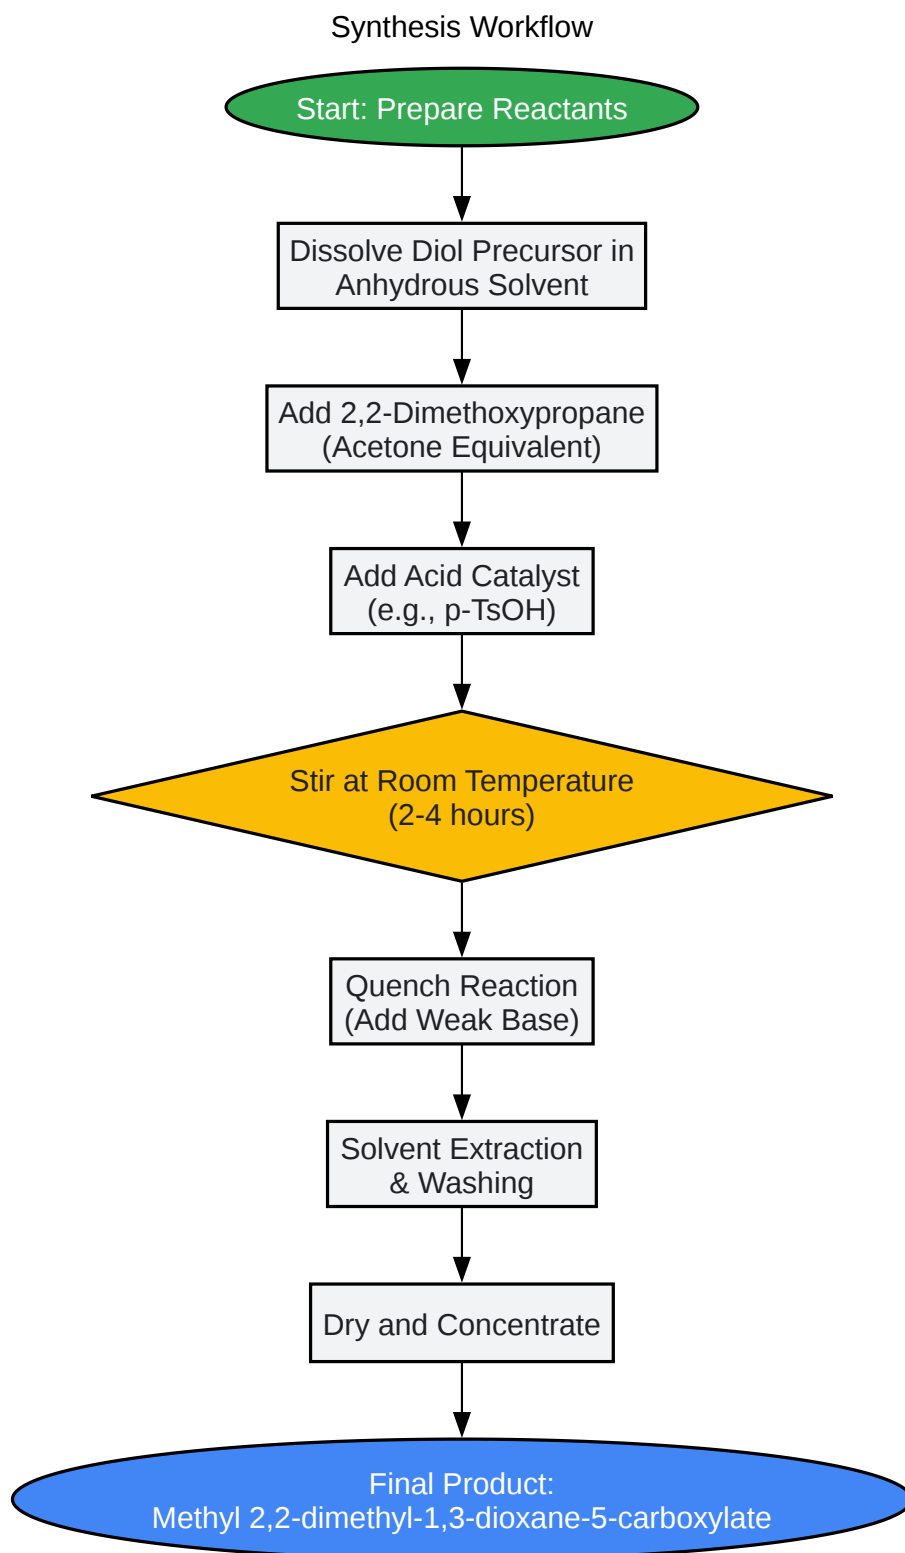 Synthesis Workflow
Start: Prepare Reactants
Dissolve Diol Precursor in
Anhydrous Solvent
Add 2,2-Dimethoxypropane
(Acetone Equivalent)
Add Acid Catalyst
(e.g., p-TsOH)
Stir at Room Temperature
(2-4 hours)
Quench Reaction
(Add Weak Base)
Solvent Extraction
& Washing
Dry and Concentrate
Final Product:
Methyl 2,2-dimethyl-1,3-dioxane-5-carboxylate